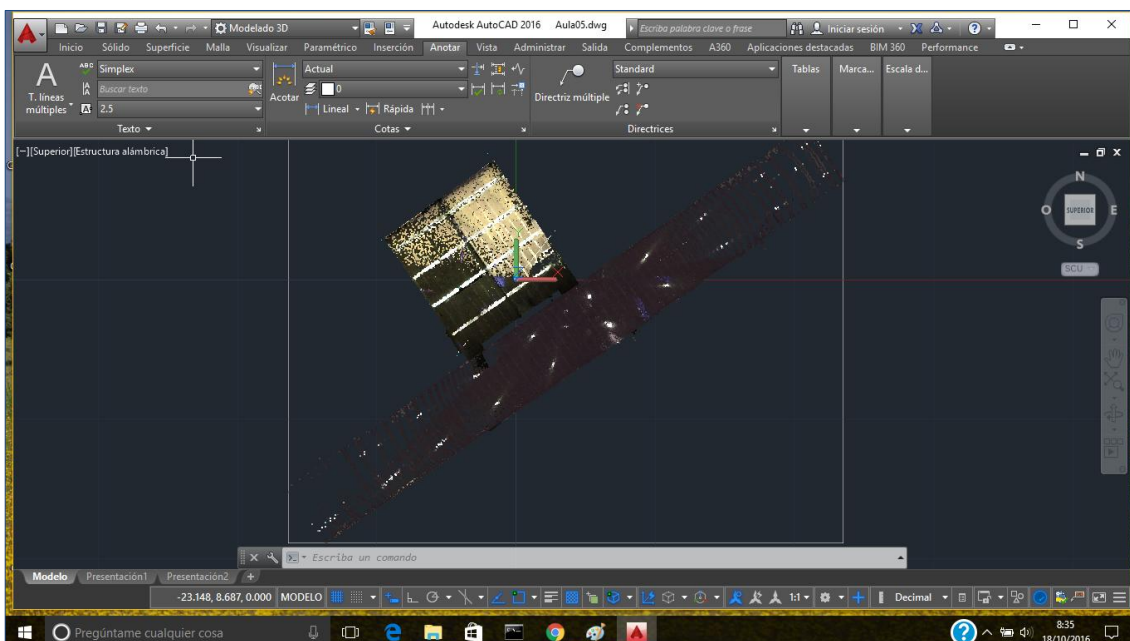 Modelado 3D
Autodesk AutoCAD 2016 Aula05.dwg
Escriba palabra clave o frase
Iniciar sesión
Inicio Sólido Superficie Malla Visualizar Paramétrico Inserción Anotar Vista Administrar Salida Complementos A360 Aplicaciones destacadas BIM 360 Performance
A
T. líneas
múltiples
ABC
Simplex
Buscar texto
2.5
Texto
Acotar
Actual
0
Lineal
Rápida
Cotas
Directriz múltiple
Standard
Directrices
Tablas
Marca...
Escala d...
[−][Superior][Estructura alámbrica]
N
O
SUPERIOR
E
S
SCU
Escriba un comando
Modelo Presentación1 Presentación2 +
-23.148, 8.687, 0.000 MODELO 1:1 Decimal
Pregúntame cualquier cosa
8:35
18/10/2016